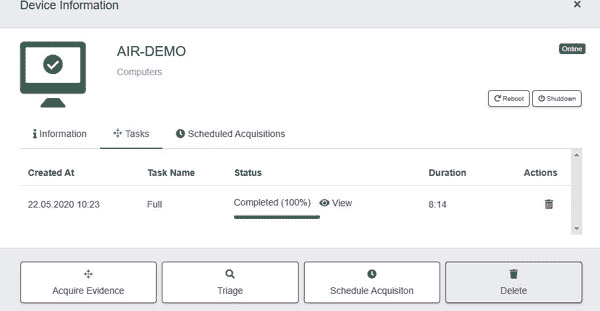 Device Information
×
AIR-DEMO
Online
Computers
Reboot Shutdown
Information Tasks Scheduled Acquisitions
Created At Task Name Status Duration Actions
22.05.2020 10:23 Full Completed (100%) View 8:14
Acquire Evidence Triage Schedule Acquisiton Delete